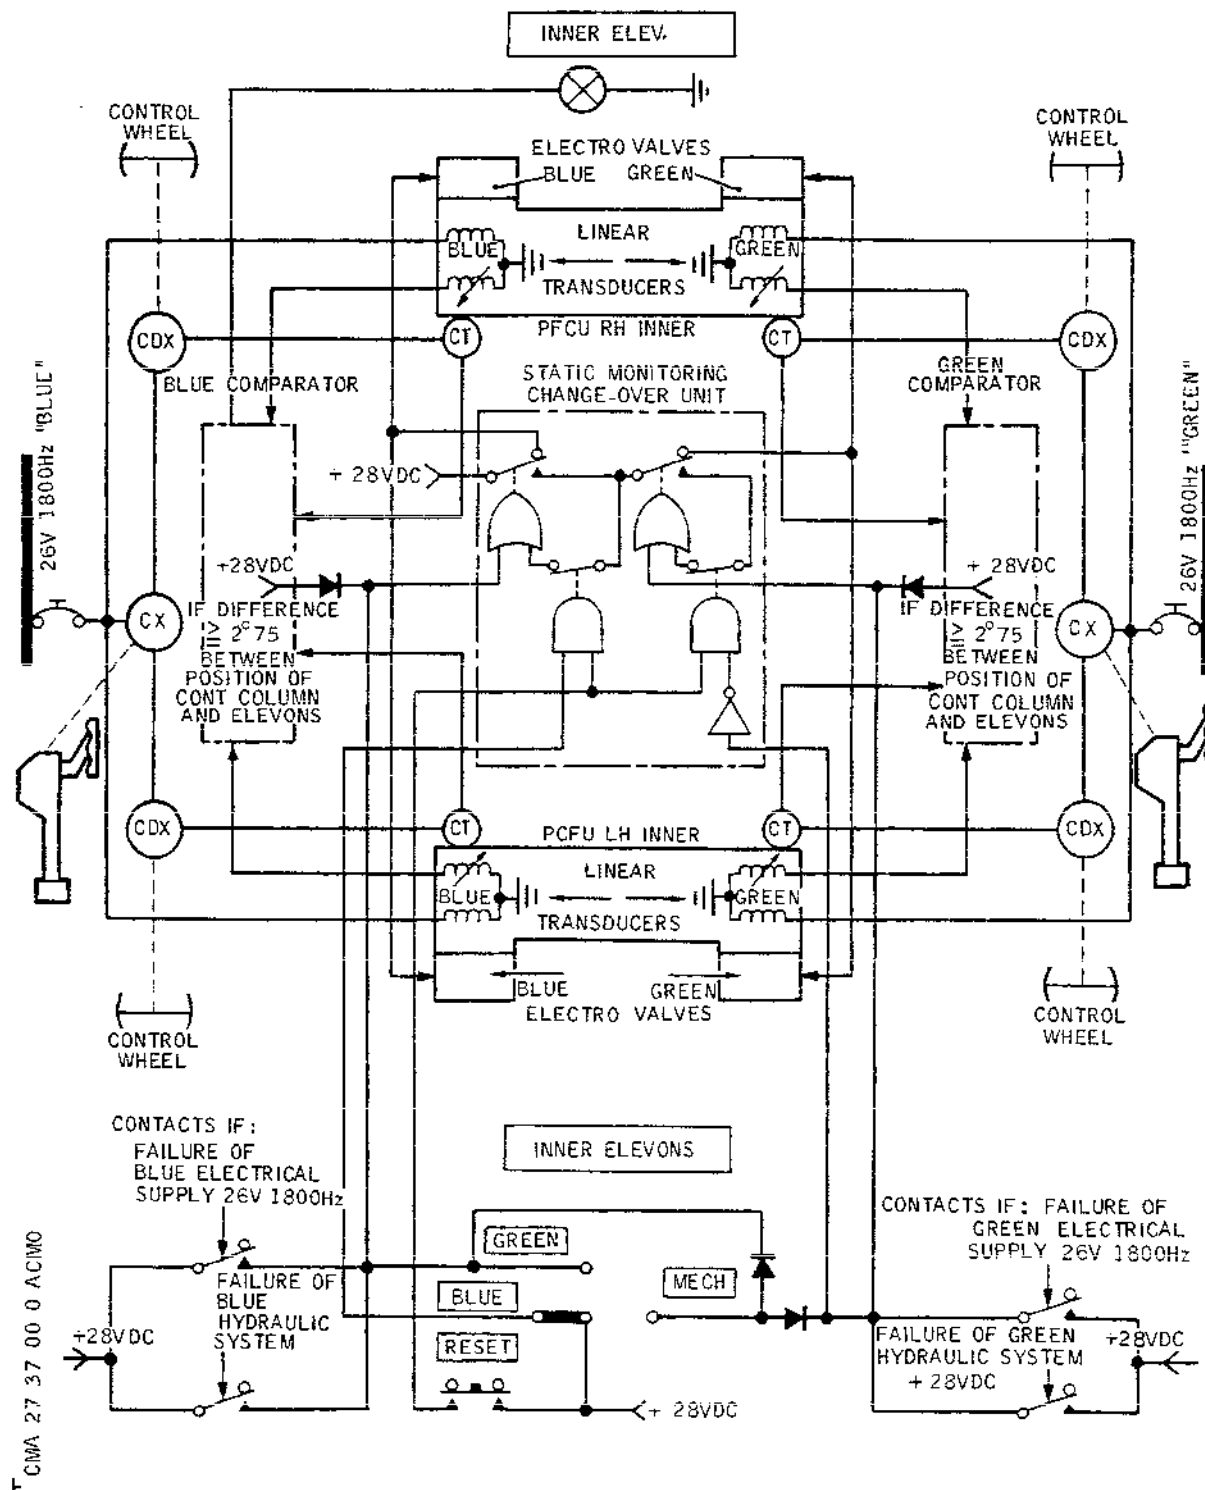 INNER ELEV.
CONTROL
WHEEL
CONTROL
WHEEL
ELECTRO VALVES
BLUE GREEN
BLUE
LINEAR
GREEN
TRANSDUCERS
CDX
CT
PFCU RH INNER
CT
CDX
BLUE COMPARATOR
STATIC MONITORING
CHANGE-OVER UNIT
GREEN
COMPARATOR
26V 1800Hz "BLUE"
26V 1800Hz "GREEN"
+ 28VDC
+28VDC
IF DIFFERENCE
≥ 2°75
BETWEEN
POSITION OF
CONT COLUMN
AND ELEVONS
+ 28VDC
IF DIFFERENCE
≥ 2°75
BETWEEN
POSITION OF
CONT COLUMN
AND ELEVONS
CX
CX
CDX
CT
PCFU LH INNER
CT
CDX
BLUE
LINEAR
GREEN
TRANSDUCERS
BLUE
GREEN
ELECTRO VALVES
CONTROL
WHEEL
CONTROL
WHEEL
CONTACTS IF:
FAILURE OF
BLUE ELECTRICAL
SUPPLY 26V 1800Hz
INNER ELEVONS
CONTACTS IF: FAILURE OF
GREEN ELECTRICAL
SUPPLY 26V 1800Hz
GREEN
BLUE
RESET
MECH
FAILURE OF
BLUE
HYDRAULIC
SYSTEM
+28VDC
FAILURE OF GREEN
HYDRAULIC SYSTEM
+ 28VDC
+28VDC
+ 28VDC
CMA 27 37 00 0 ACMO